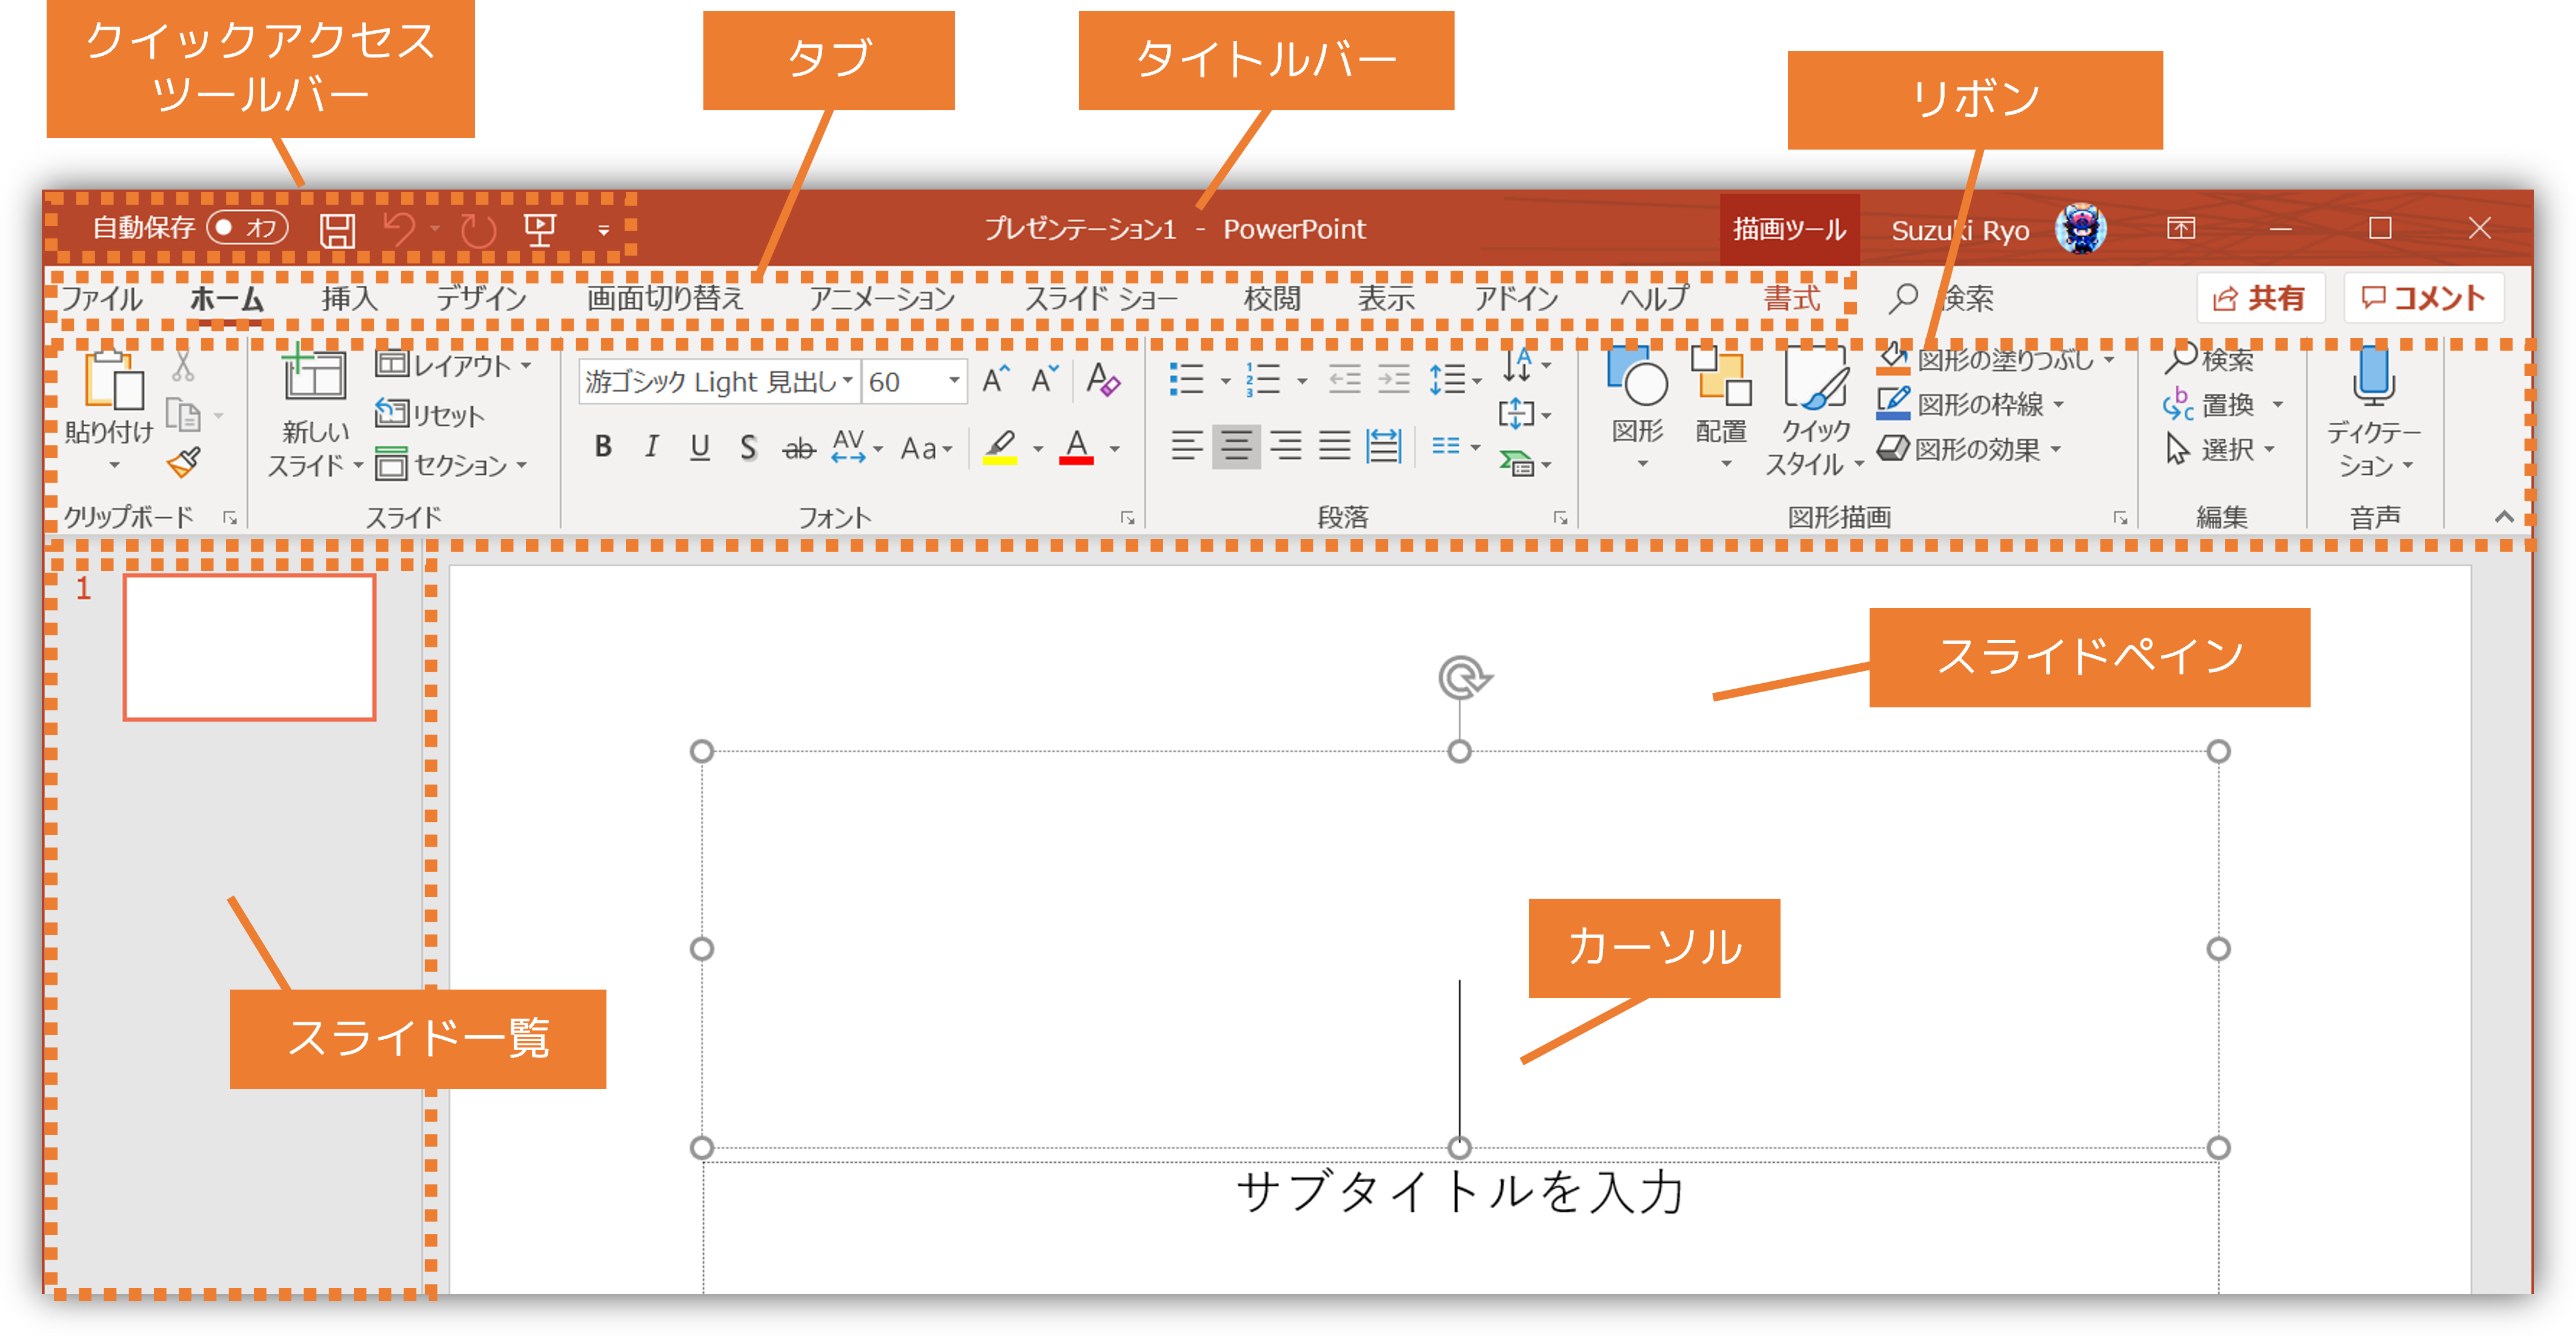 クイックアクセス
ツールバー
タブ
タイトルバー
リボン
自動保存 オフ
プレゼンテーション1 - PowerPoint
描画ツール
Suzuki Ryo
ファイル ホーム 挿入 デザイン 画面切り替え アニメーション スライド ショー 校閲 表示 アドイン ヘルプ 書式 検索
共有 コメント
貼り付け
クリップボード
新しい
スライド
レイアウト
リセット
セクション
スライド
游ゴシック Light 見出し 60
B I U S ab AV Aa A
フォント
段落
図形
配置
クイック
スタイル
図形の塗りつぶし
図形の枠線
図形の効果
図形描画
検索
置換
選択
編集
ディクテー
ション
音声
1
スライドペイン
カーソル
スライド一覧
サブタイトルを入力